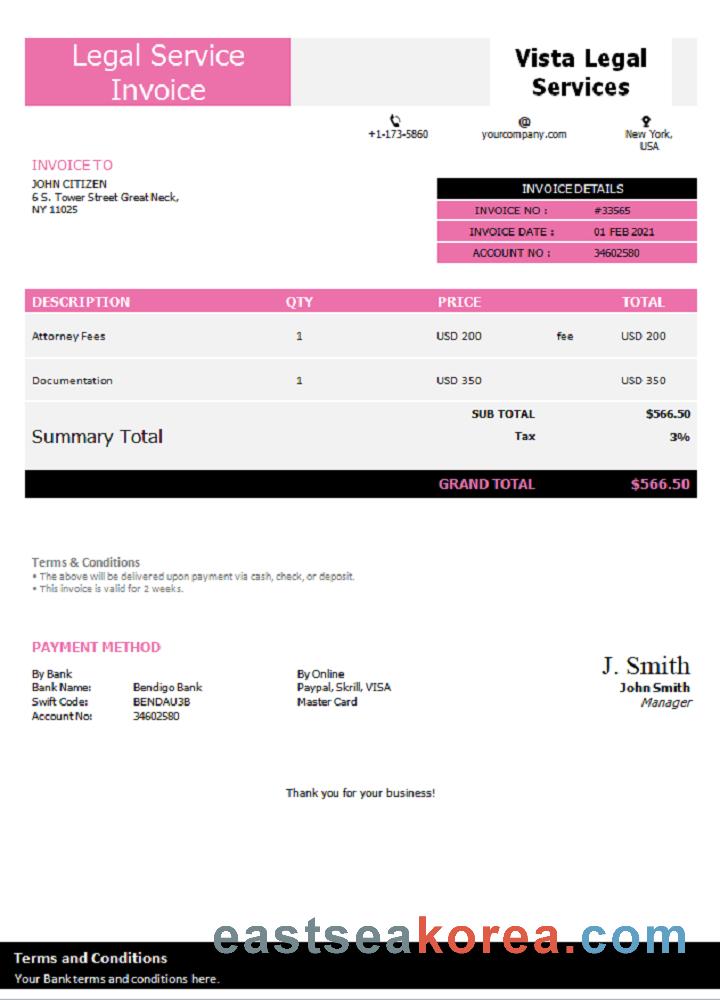 Legal Service
Invoice
Vista Legal
Services
+1-173-5860
yourcompany.com
New York,
USA
INVOICE TO
JOHN CITIZEN
6 S. Tower Street Great Neck,
NY 11025
INVOICE DETAILS
INVOICE NO : #33565
INVOICE DATE : 01 FEB 2021
ACCOUNT NO : 34602580
DESCRIPTION QTY PRICE TOTAL
Attorney Fees 1 USD 200 fee USD 200
Documentation 1 USD 350 USD 350
SUB TOTAL $566.50
Summary Total
Tax 3%
GRAND TOTAL $566.50
Terms & Conditions
• The above will be delivered upon payment via cash, check, or deposit.
• This invoice is valid for 2 weeks.
PAYMENT METHOD
By Bank
Bank Name: Bendigo Bank
Swift Code: BENDAU3B
Account No: 34602580
By Online
Paypal, Skrill, VISA
Master Card
J. Smith
John Smith
Manager
Thank you for your business!
eastseakorea.com
Terms and Conditions
Your Bank terms and conditions here.